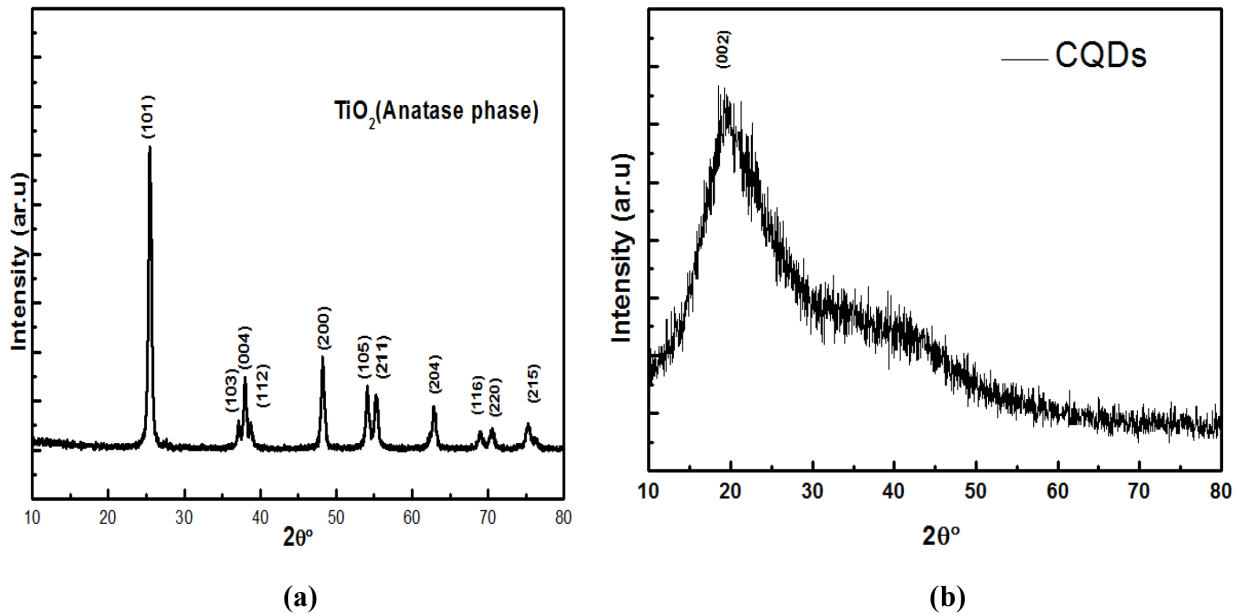 TiO₂(Anatase phase)
(101)
(103)
(004)
(112)
(200)
(105)
(211)
(204)
(116)
(220)
(215)
Intensity (ar.u)
10 20 30 40 50 60 70 80
2θº
(a)
CQDs
(002)
Intensity (ar.u)
10 20 30 40 50 60 70 80
2θº
(b)